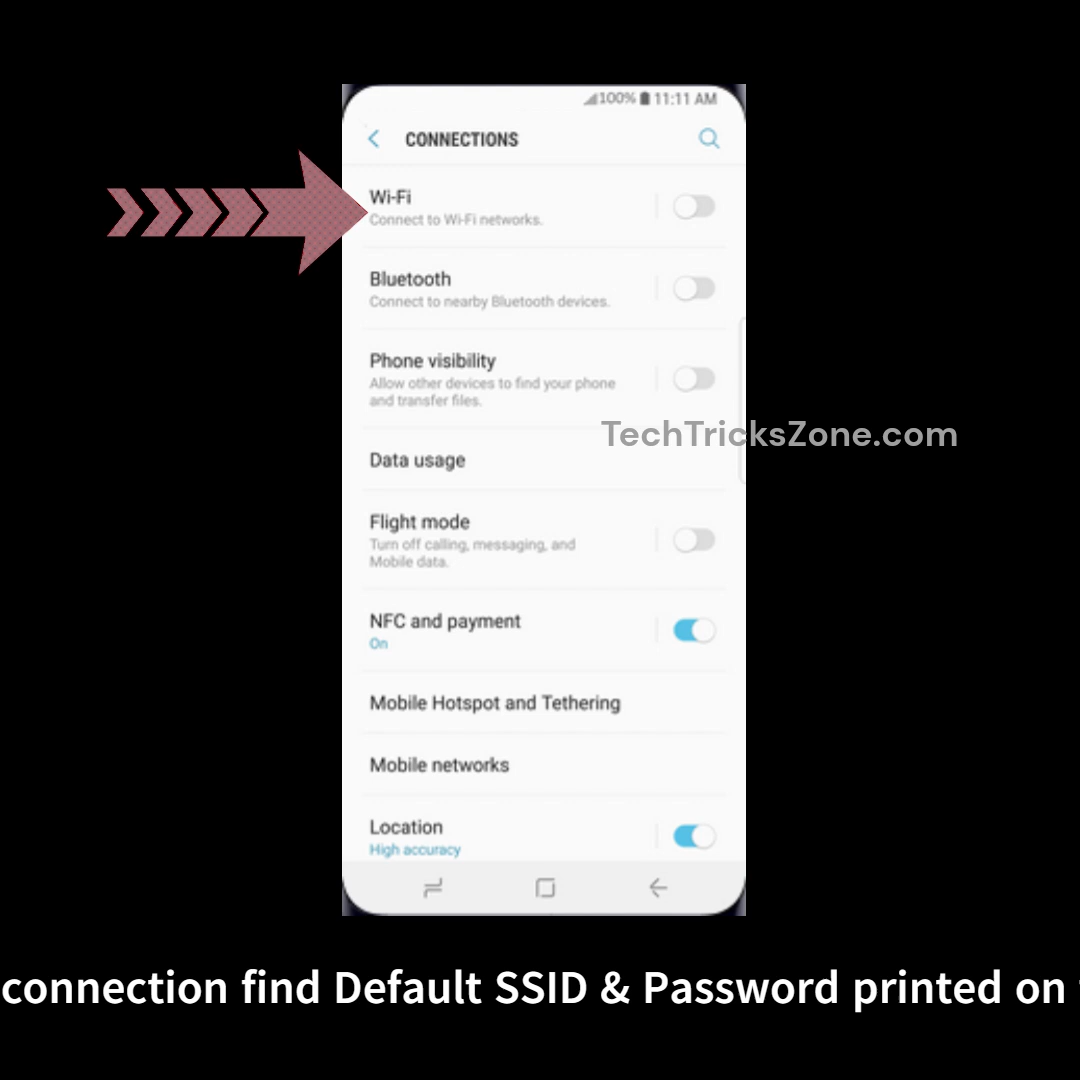 100% 11:11 AM
CONNECTIONS
Wi-Fi
Connect to Wi-Fi networks.
Bluetooth
Connect to nearby Bluetooth devices.
Phone visibility
Allow other devices to find your phone
and transfer files.
TechTricksZone.com
Data usage
Flight mode
Turn off calling, messaging, and
Mobile data.
NFC and payment
On
Mobile Hotspot and Tethering
Mobile networks
Location
High accuracy
connection find Default SSID & Password printed on